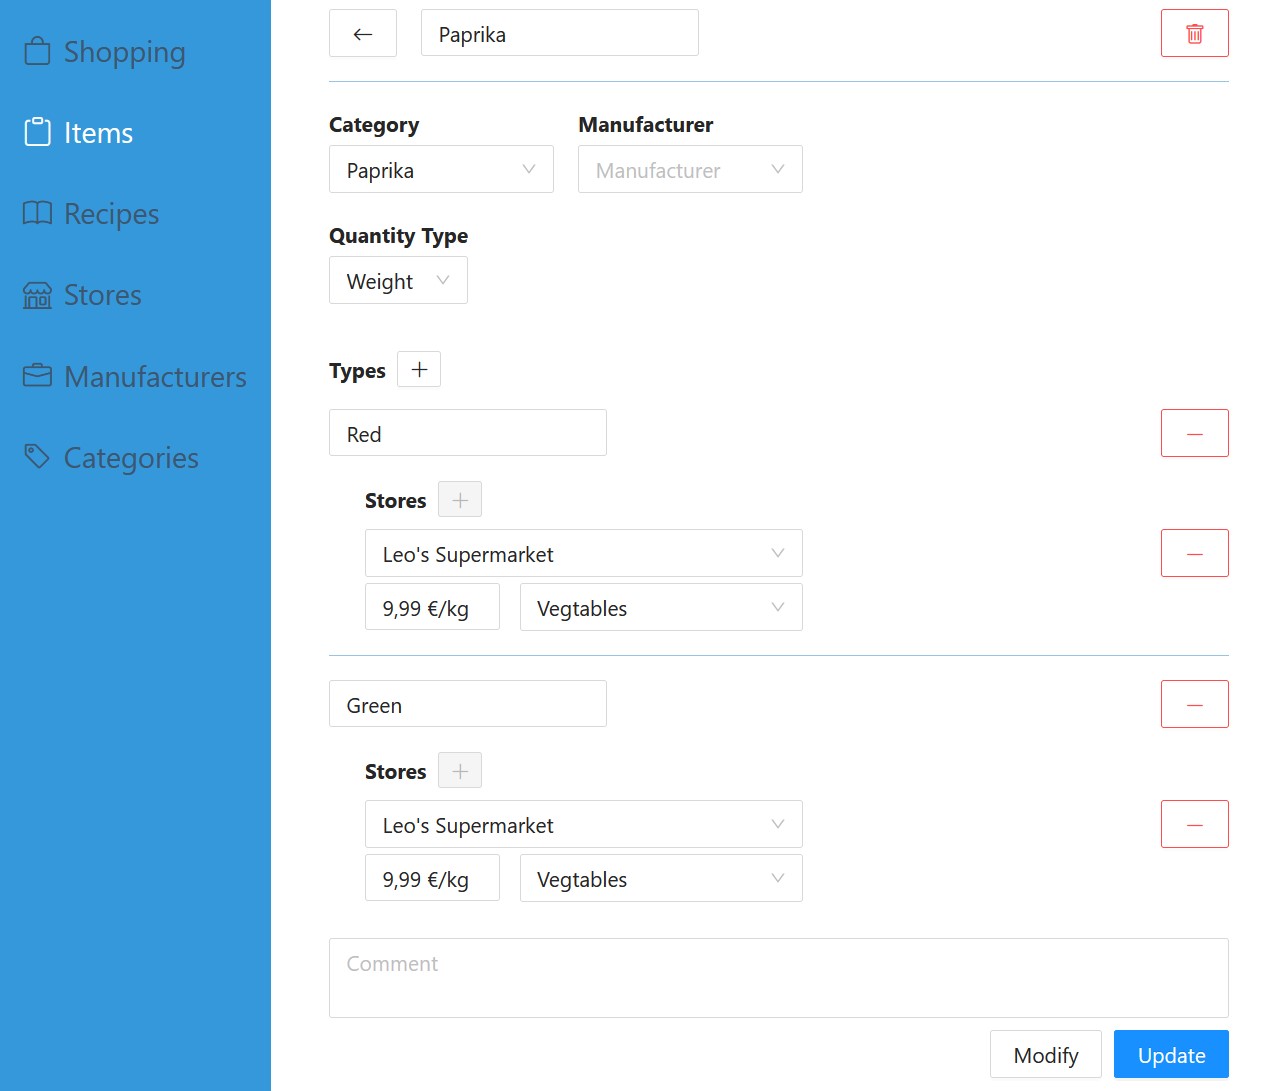 Shopping
Items
Recipes
Stores
Manufacturers
Categories
Paprika
Category Manufacturer
Paprika Manufacturer
Quantity Type
Weight
Types
Red
Stores
Leo's Supermarket
9,99 €/kg Vegtables
Green
Stores
Leo's Supermarket
9,99 €/kg Vegtables
Comment
Modify Update